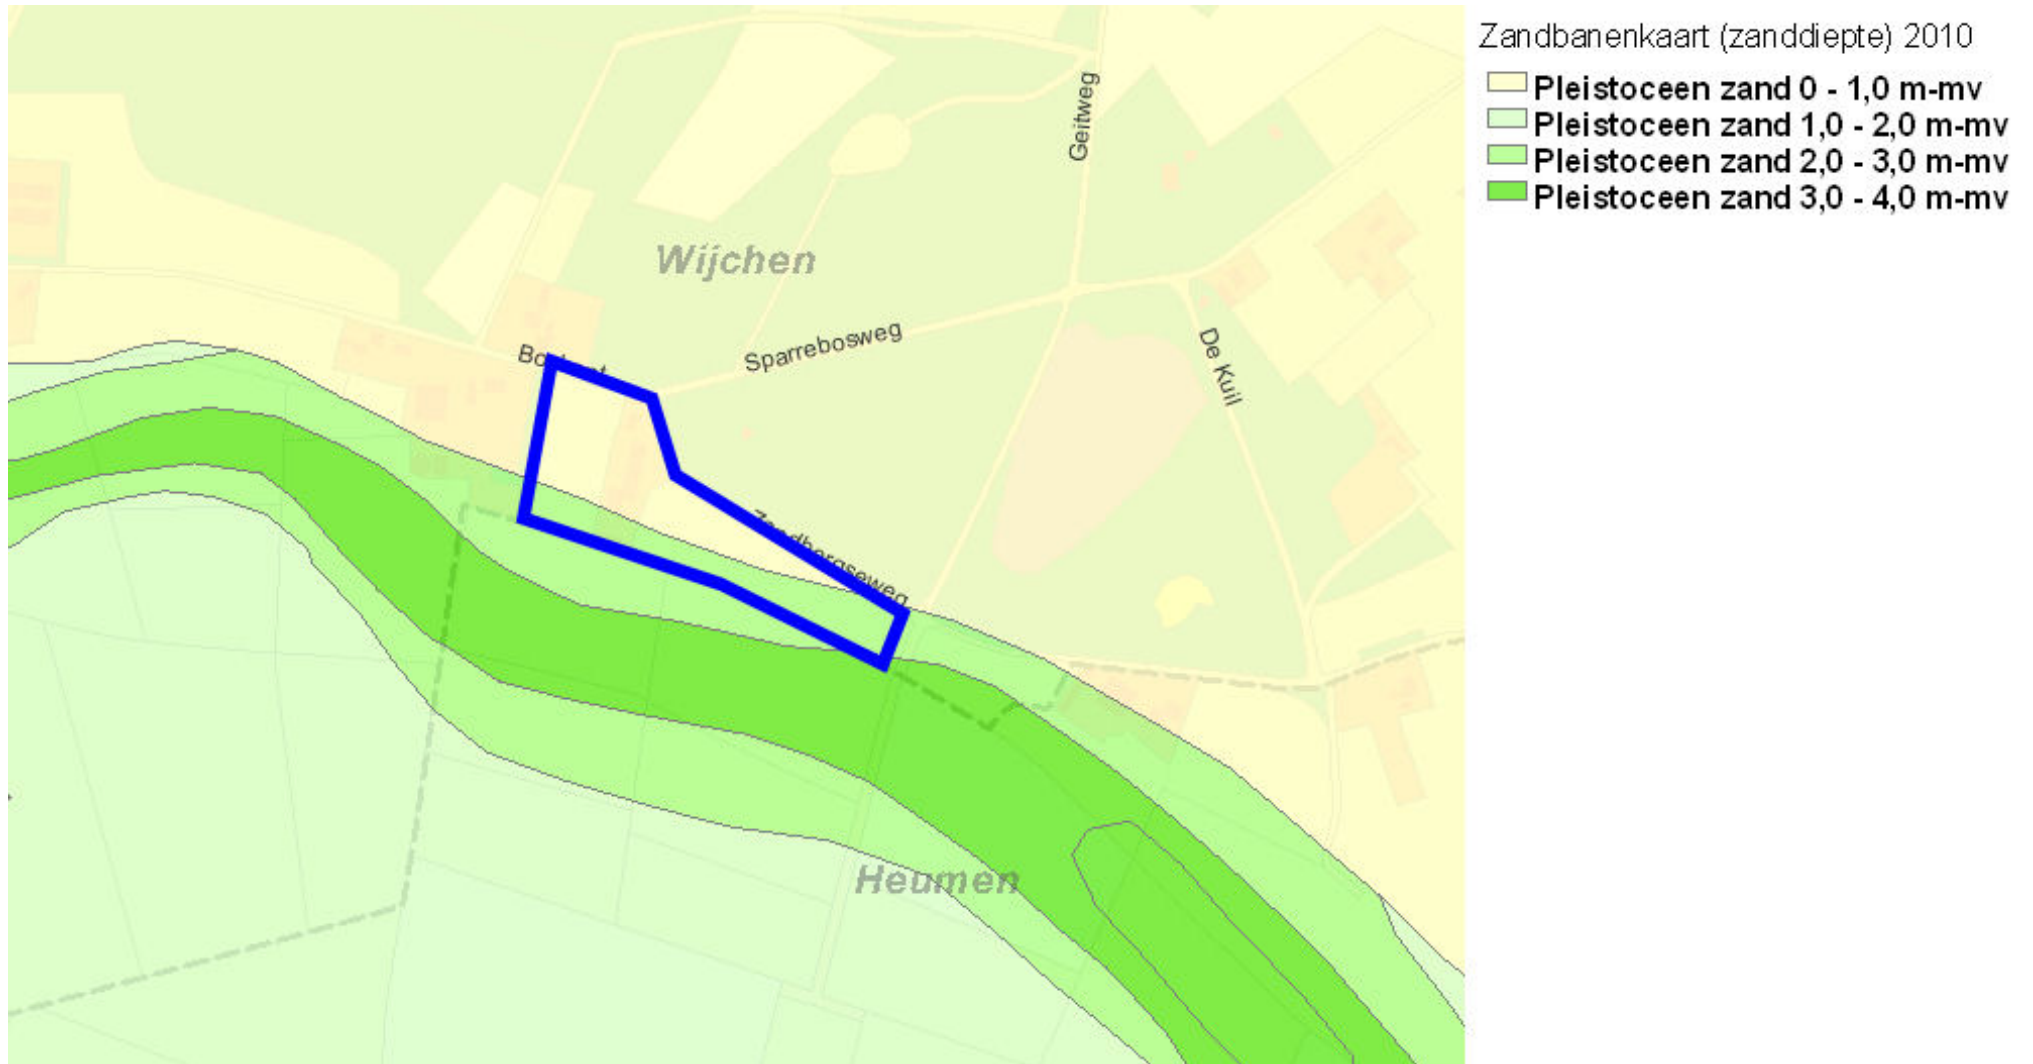 Zandbanenkaart (zanddiepte) 2010
Pleistoceen zand 0 - 1,0 m-mv
Pleistoceen zand 1,0 - 2,0 m-mv
Pleistoceen zand 2,0 - 3,0 m-mv
Pleistoceen zand 3,0 - 4,0 m-mv
Geitweg
Wijchen
Sparrebosweg
De Kuil
Zandbergseweg
Heumen